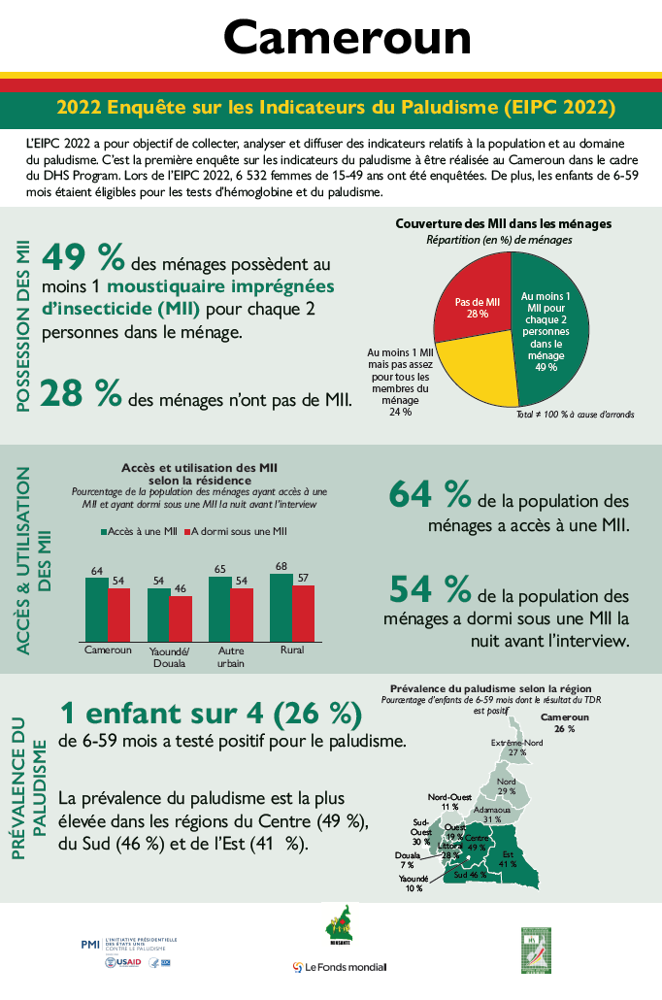 Cameroun
2022 Enquête sur les Indicateurs du Paludisme (EIPC 2022)
L'EIPC 2022 a pour objectif de collecter, analyser et diffuser des indicateurs relatifs à la population et au domaine
du paludisme. C'est la première enquête sur les indicateurs du paludisme à être réalisée au Cameroun dans le cadre
du DHS Program. Lors de l'EIPC 2022, 6 532 femmes de 15-49 ans ont été enquêtées. De plus, les enfants de 6-59
mois étaient éligibles pour les tests d'hémoglobine et du paludisme.
POSSESSION DES MII
49 % des ménages possèdent au
moins 1 moustiquaire imprégnées
d'insecticide (MII) pour chaque 2
personnes dans le ménage.
28 % des ménages n'ont pas de MII.
Couverture des MII dans les ménages
Répartition (en %) de ménages
Pas de MII
28 %
Au moins 1
MII pour
chaque 2
personnes
dans le
ménage
49 %
Au moins 1 MII
mais pas assez
pour tous les
membres du
ménage
24 %
Total ≠ 100 % à cause d'arrondis
ACCÈS & UTILISATION
DES MII
Accès et utilisation des MII
selon la résidence
Pourcentage de la population des ménages ayant accès à une
MII et ayant dormi sous une MII la nuit avant l'interview
Accès à une MII
A dormi sous une MII
64
54
54
46
65
54
68
57
Cameroun
Yaoundé/
Douala
Autre
urbain
Rural
64 % de la population des
ménages a accès à une MII.
54 % de la population des
ménages a dormi sous une MII la
nuit avant l'interview.
PRÉVALENCE DU
PALUDISME
1 enfant sur 4 (26 %)
de 6-59 mois a testé positif pour le paludisme.
La prévalence du paludisme est la plus
élevée dans les régions du Centre (49 %),
du Sud (46 %) et de l'Est (41 %).
Prévalence du paludisme selon la région
Pourcentage d'enfants de 6-59 mois dont le résultat du TDR
est positif
Cameroun
26 %
Extrême-Nord
27 %
Nord
29 %
Nord-Ouest
11 %
Adamaoua
31 %
Sud-
Ouest
30 %
Ouest
19 %
Centre
49 %
Littoral
28 %
Est
41 %
Douala
7 %
Yaoundé
10 %
Sud 46 %
PMI
L'INITIATIVE PRÉSIDENTIELLE
DES ÉTATS UNIS
CONTRE LE PALUDISME
USAID
CDC
MINSANTE
Le Fonds mondial